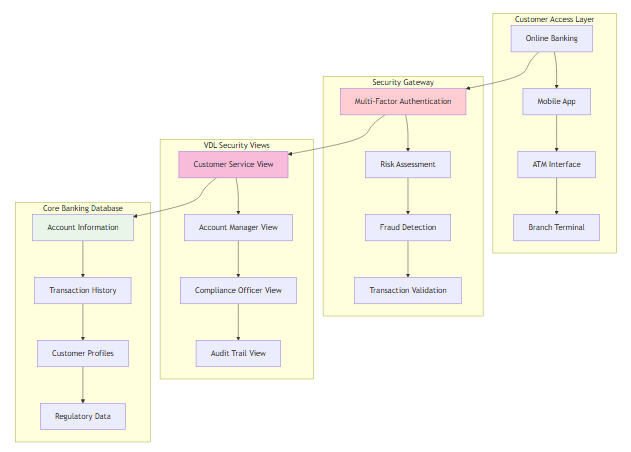 Customer Access Layer
Online Banking
Mobile App
ATM Interface
Branch Terminal
Security Gateway
Multi-Factor Authentication
Risk Assessment
Fraud Detection
Transaction Validation
VDL Security Views
Customer Service View
Account Manager View
Compliance Officer View
Audit Trail View
Core Banking Database
Account Information
Transaction History
Customer Profiles
Regulatory Data